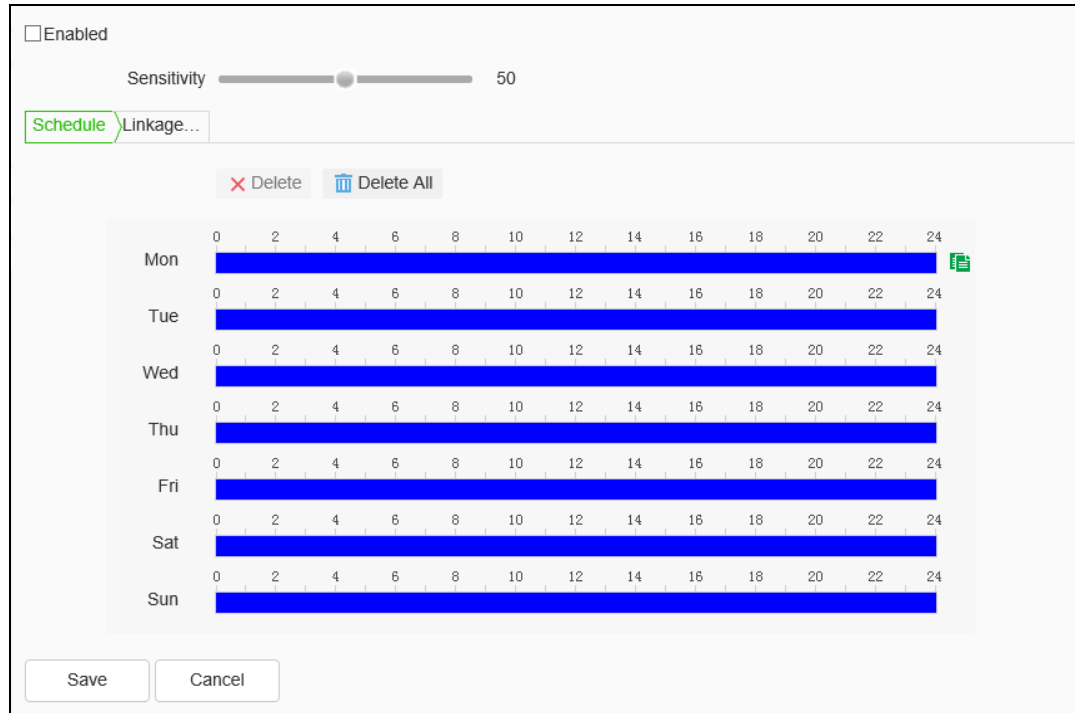 Enabled
Sensitivity 50
Schedule Linkage...
Delete Delete All
0 2 4 6 8 10 12 14 16 18 20 22 24
Mon
0 2 4 6 8 10 12 14 16 18 20 22 24
Tue
0 2 4 6 8 10 12 14 16 18 20 22 24
Wed
0 2 4 6 8 10 12 14 16 18 20 22 24
Thu
0 2 4 6 8 10 12 14 16 18 20 22 24
Fri
0 2 4 6 8 10 12 14 16 18 20 22 24
Sat
0 2 4 6 8 10 12 14 16 18 20 22 24
Sun
Save Cancel